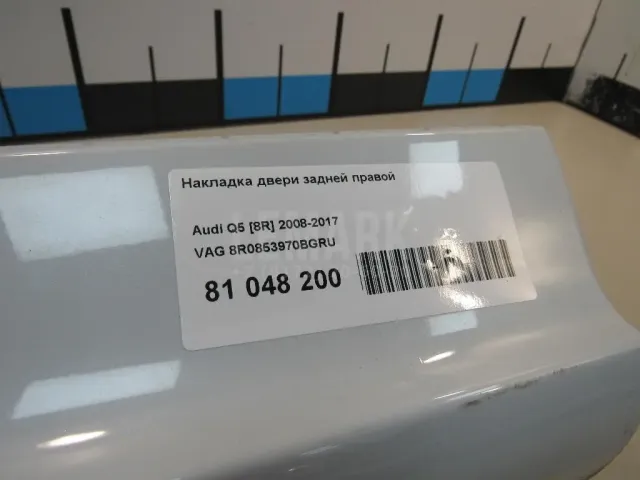 Накладка двери задней правой
Audi Q5 [8R] 2008-2017
VAG 8R0853970BGRU
81 048 200